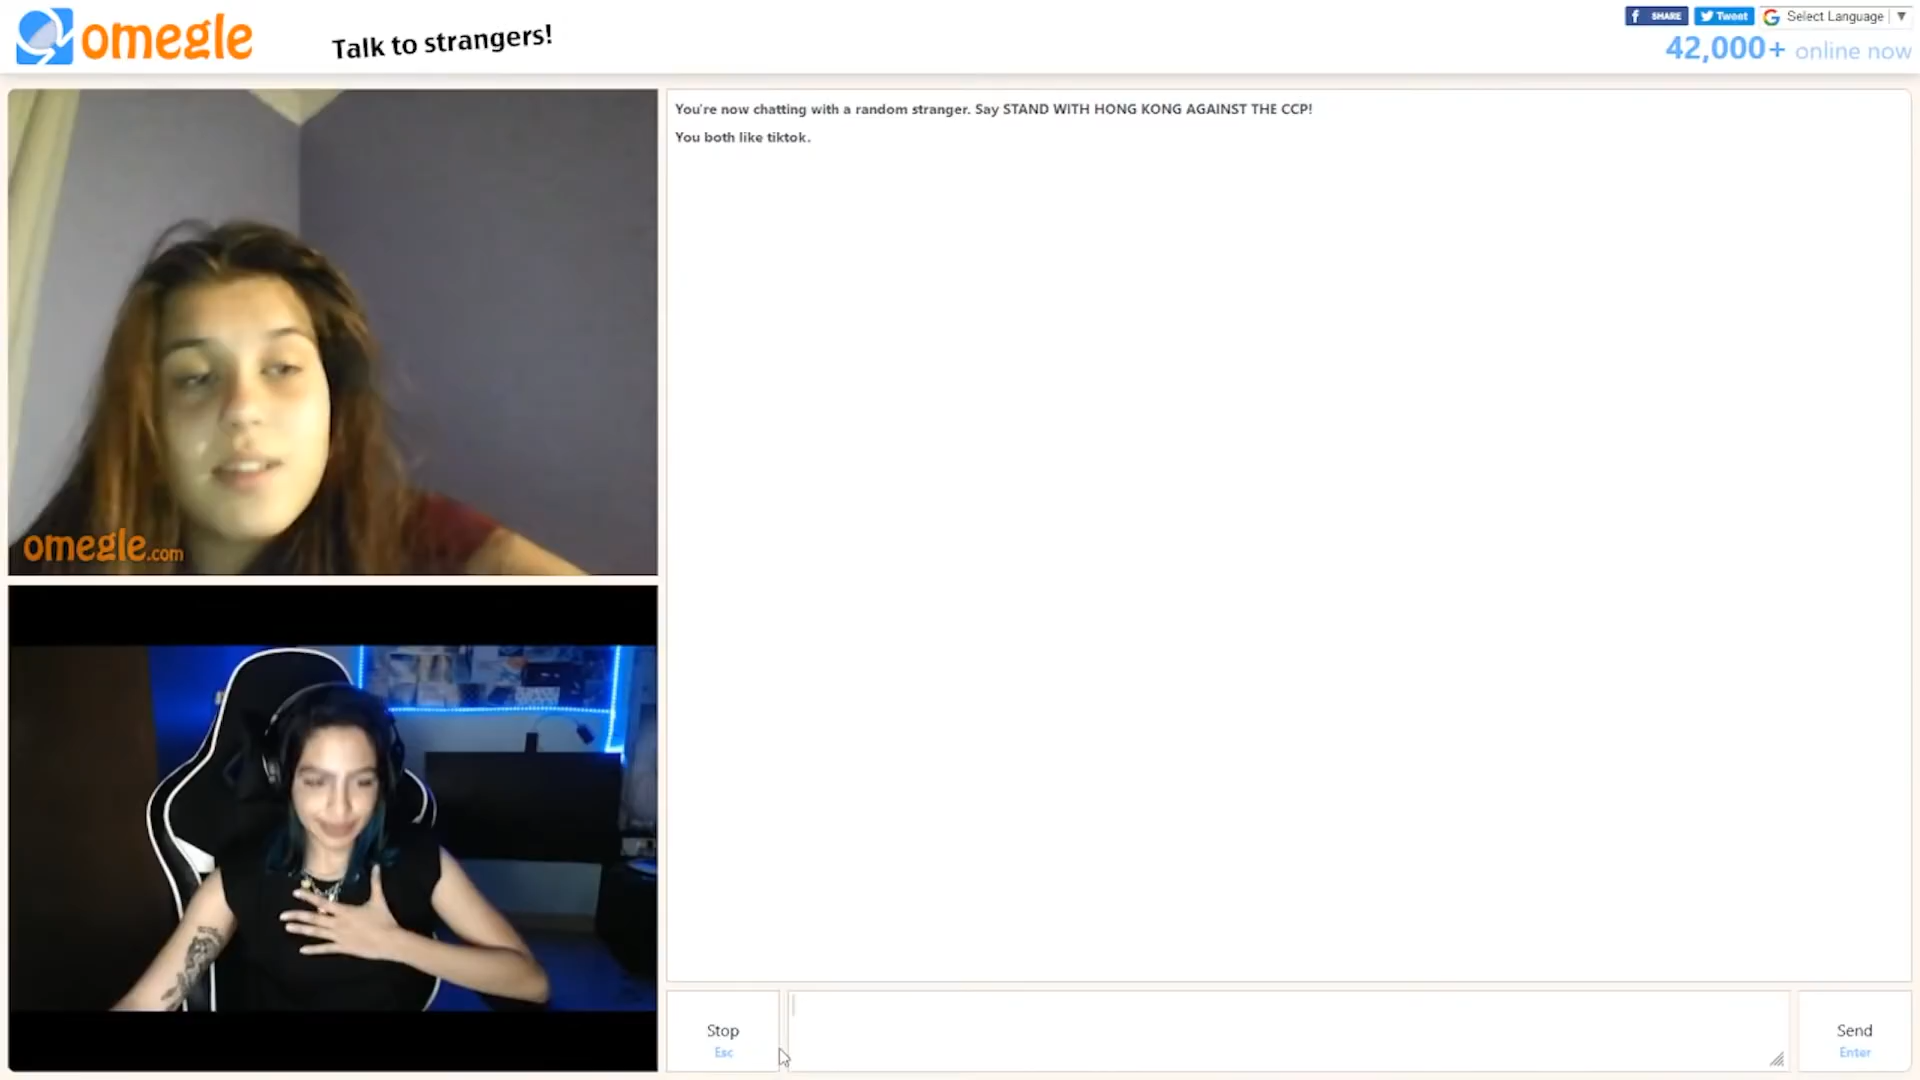 omegle
Talk to strangers!
SHARE
Tweet
Select Language
42,000+ online now
You're now chatting with a random stranger. Say STAND WITH HONG KONG AGAINST THE CCP!
You both like tiktok.
omegle.com
Stop
Esc
Send
Enter